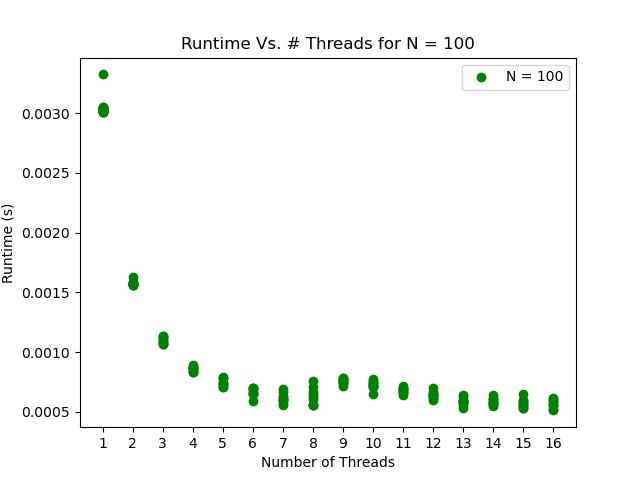 Runtime Vs. # Threads for N = 100
N = 100
0.0030
0.0025
0.0020
0.0015
0.0010
0.0005
Runtime (s)
1 2 3 4 5 6 7 8 9 10 11 12 13 14 15 16
Number of Threads